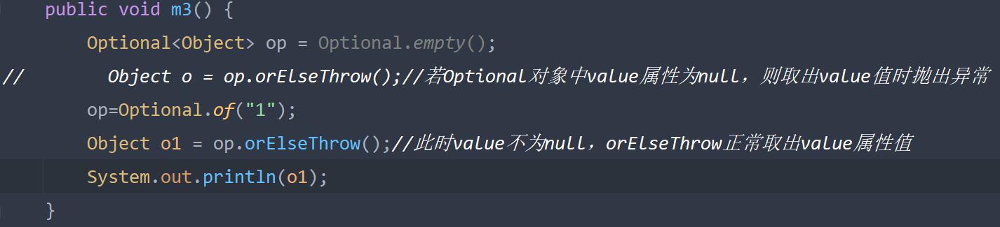 public void m3() {
Optional<Object> op = Optional.empty();
// Object o = op.orElseThrow();//若Optional对象中value属性为null，则取出value值时抛出异常
op=Optional.of("1");
Object o1 = op.orElseThrow();//此时value不为null，orElseThrow正常取出value属性值
System.out.println(o1);
}